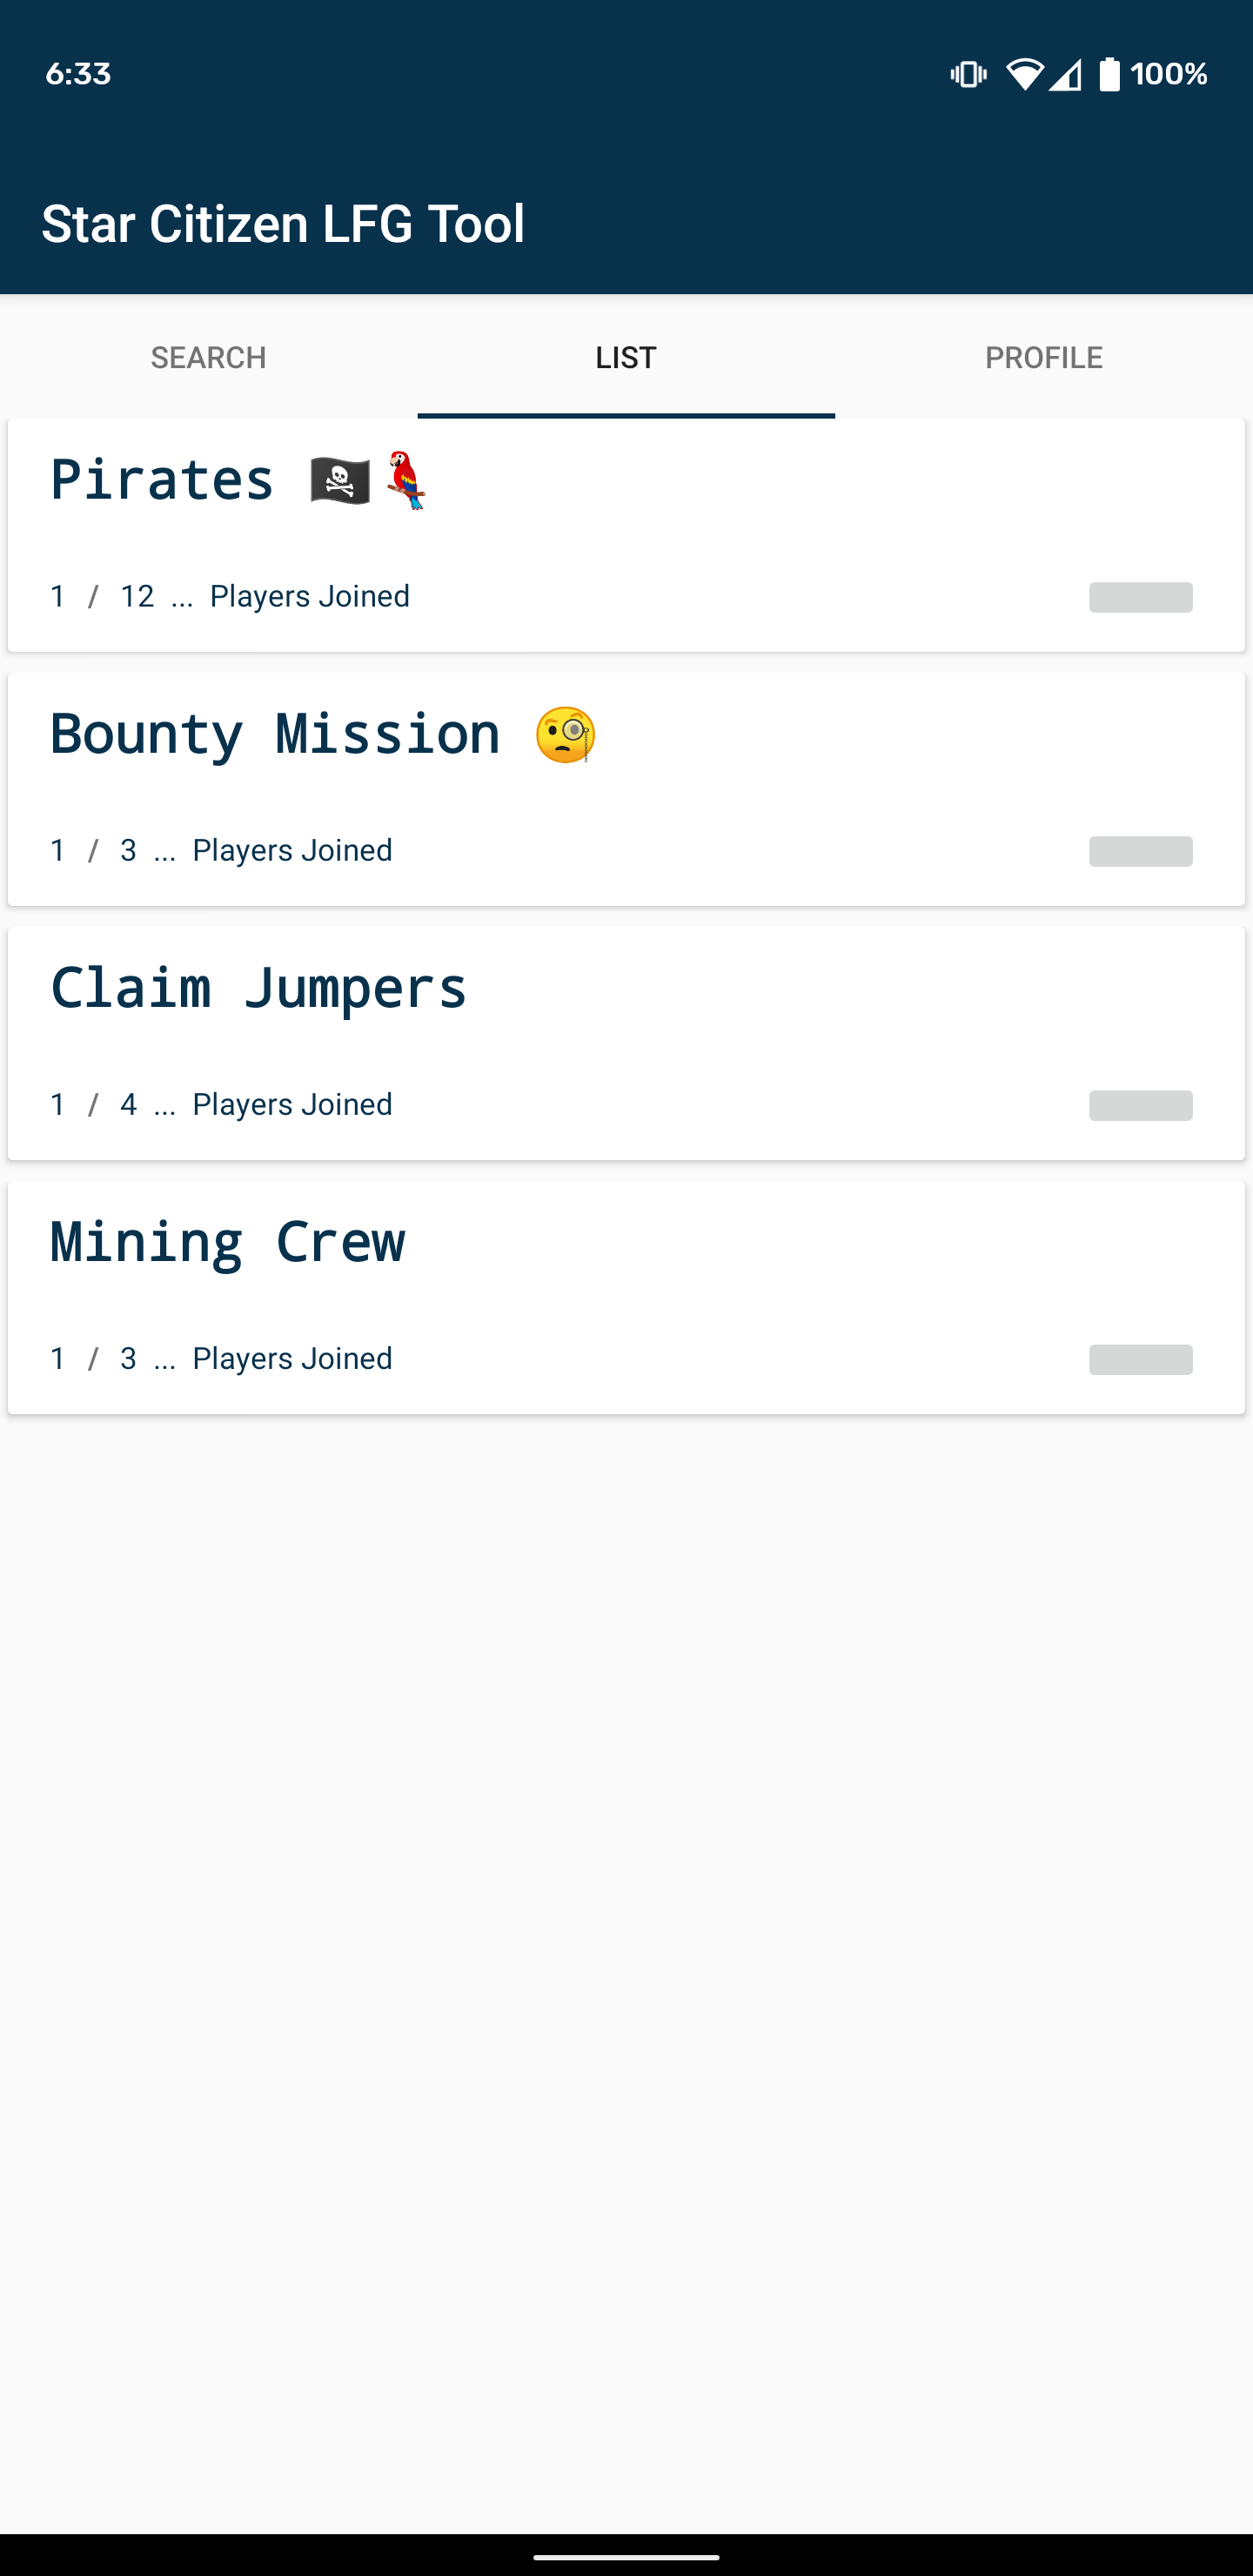 6:33 100%
Star Citizen LFG Tool
SEARCH LIST PROFILE
Pirates 🏴‍☠️🦜
1 / 12 ... Players Joined
Bounty Mission 🧐
1 / 3 ... Players Joined
Claim Jumpers
1 / 4 ... Players Joined
Mining Crew
1 / 3 ... Players Joined